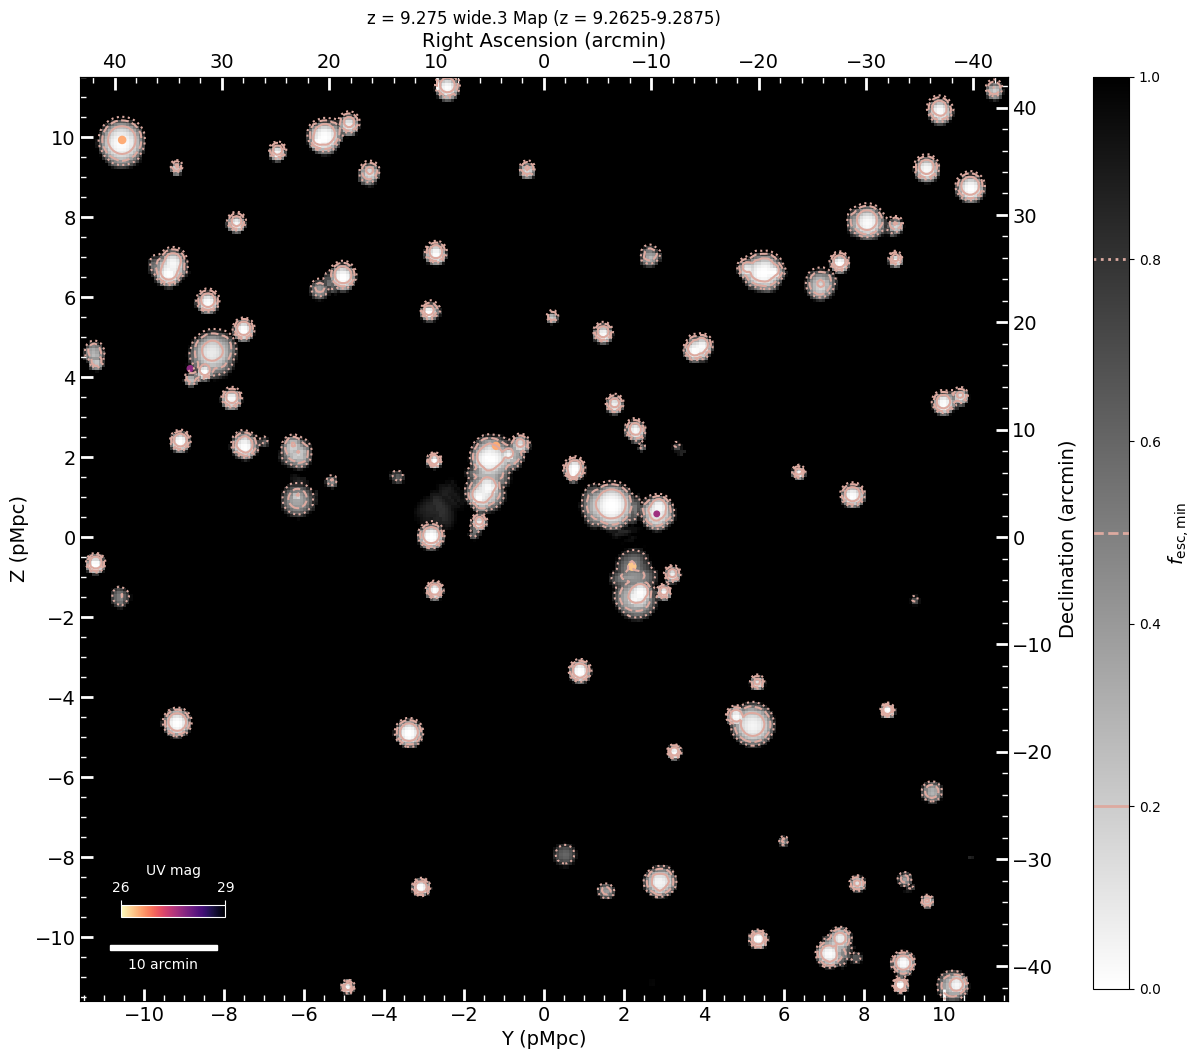 z = 9.275 wide.3 Map (z = 9.2625-9.2875)
Right Ascension (arcmin)
40 30 20 10 0 −10 −20 −30 −40
10
8
6
4
2
0
−2
−4
−6
−8
−10
Z (pMpc)
40
30
20
10
0
−10
−20
−30
−40
Declination (arcmin)
1.0
0.8
0.6
0.4
0.2
0.0
fesc,min
UV mag
26 29
10 arcmin
−10 −8 −6 −4 −2 0 2 4 6 8 10
Y (pMpc)